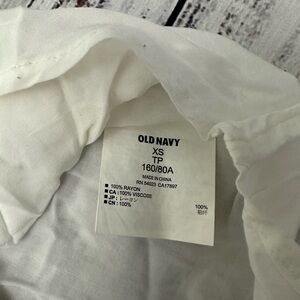 OLD NAVY
XS
TP
160/80A
MADE IN CHINA
RN 54023 CA17897
■ 100% RAYON
■ CA : 100% VISCOSE
■ JP : レーヨン 100%
■ CN : 100%